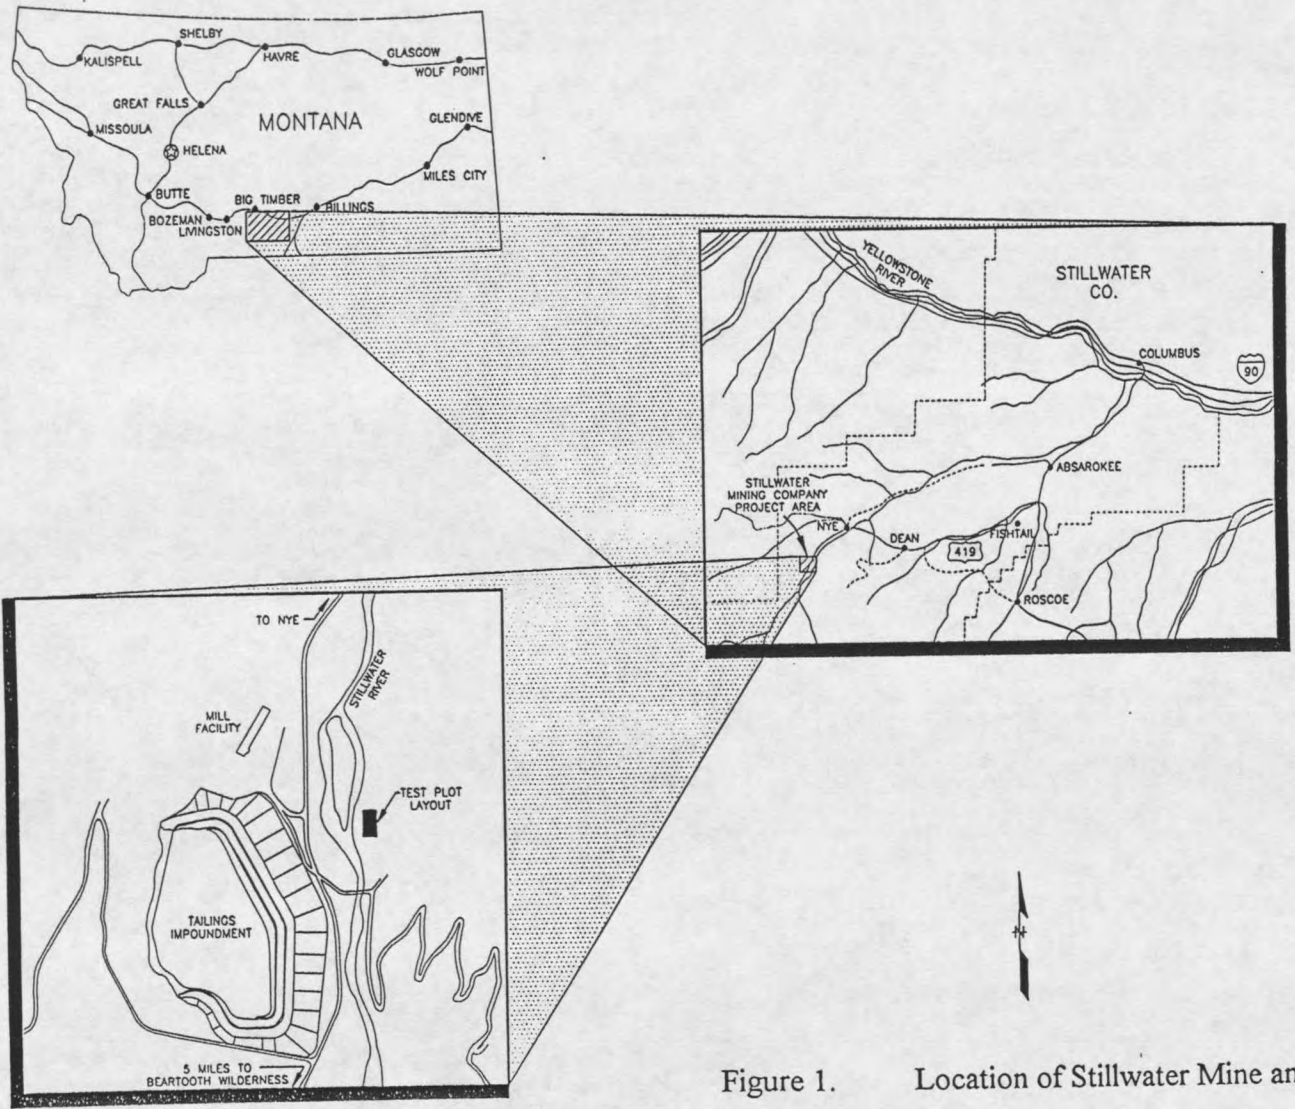 SHELBY
KALISPELL
HAVRE
GLASGOW
WOLF POINT
GREAT FALLS
MISSOULA
MONTANA
GLENDIVE
HELENA
MILES CITY
BUTTE
BIG TIMBER
BILLINGS
BOZEMAN
LIVINGSTON
YELLOWSTONE
RIVER
STILLWATER
CO.
COLUMBUS
90
ABSAROKEE
STILLWATER
MINING COMPANY
PROJECT AREA
NYE
DEAN
FISHTAIL
419
ROSCOE
TO NYE
STILLWATER
RIVER
MILL
FACILITY
TEST PLOT
LAYOUT
TAILINGS
IMPOUNDMENT
5 MILES TO
BEARTOOTH WILDERNESS
N
Figure 1. Location of Stillwater Mine an